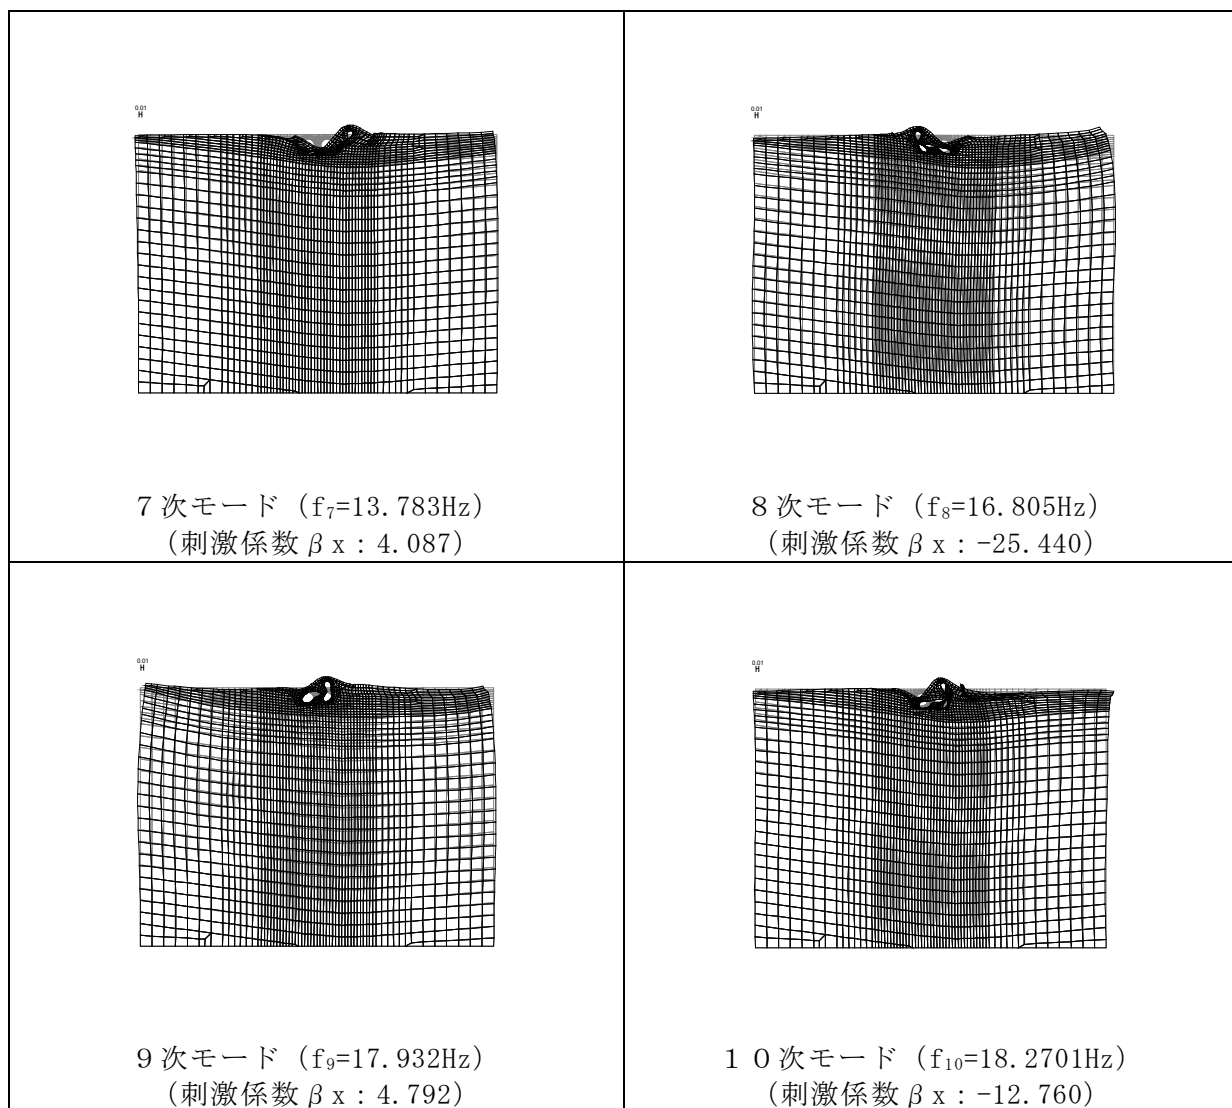 0.01
H
7次モード（f₇=13.783Hz）
（刺激係数βx：4.087）
0.01
H
8次モード（f₈=16.805Hz）
（刺激係数βx：-25.440）
0.01
H
9次モード（f₉=17.932Hz）
（刺激係数βx：4.792）
0.01
H
１０次モード（f₁₀=18.2701Hz）
（刺激係数βx：-12.760）